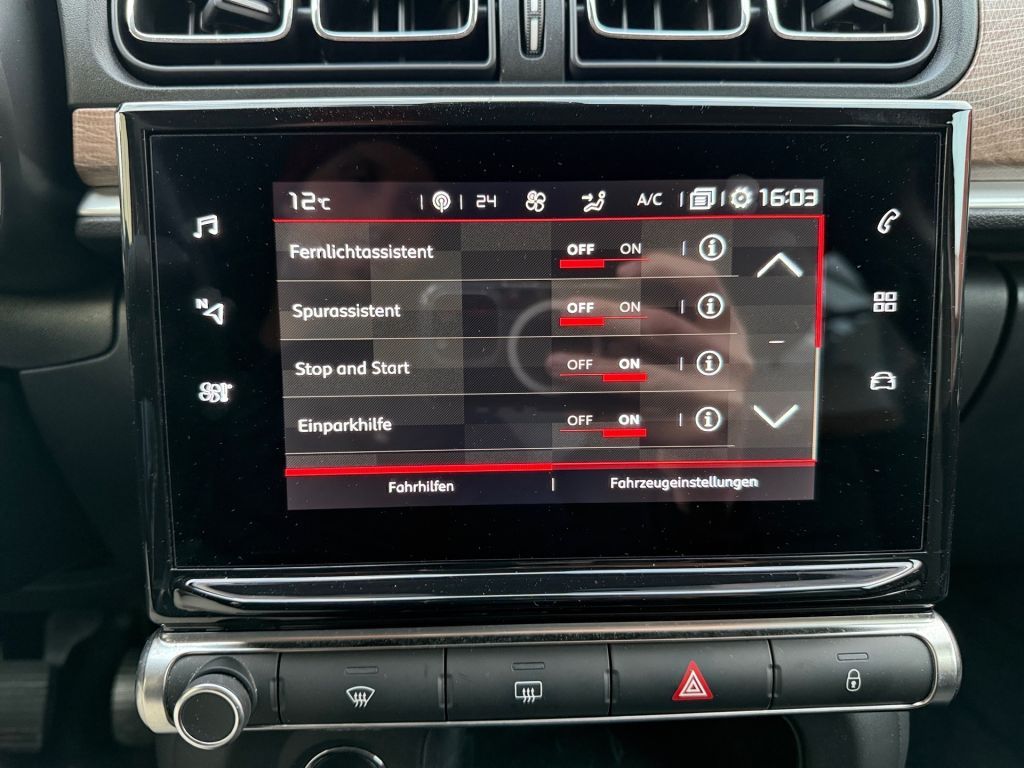 12°C 24 A/C 16:03
Fernlichtassistent OFF ON
N
Spurassistent OFF ON
Stop and Start OFF ON
Einparkhilfe OFF ON
Fahrhilfen Fahrzeugeinstellungen